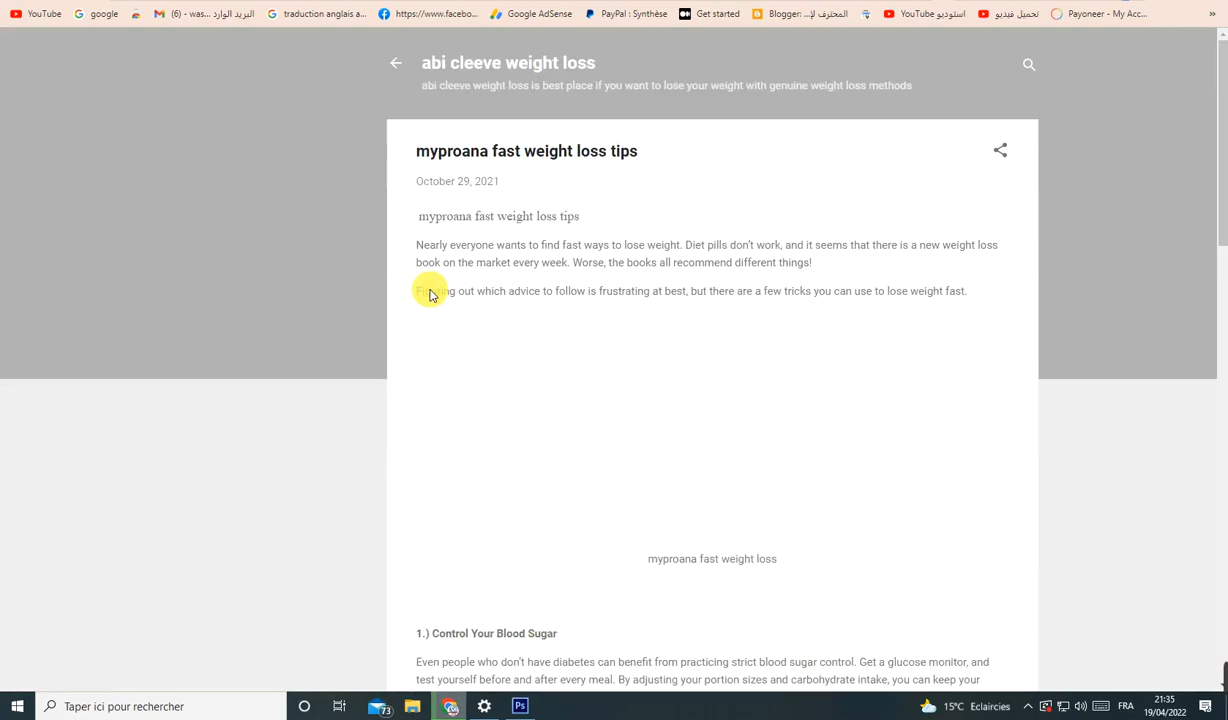 YouTube google (6) - was... البريد الوارد traduction anglais a... https://www.facebo... Google AdSense PayPal : Synthèse Get started Blogger: المحترف لإ... YouTube استوديو تحميل فيديو Payoneer - My Acc... »
abi cleeve weight loss
abi cleeve weight loss is best place if you want to lose your weight with genuine weight loss methods
myproana fast weight loss tips
October 29, 2021
myproana fast weight loss tips
Nearly everyone wants to find fast ways to lose weight. Diet pills don't work, and it seems that there is a new weight loss
book on the market every week. Worse, the books all recommend different things!
Figuring out which advice to follow is frustrating at best, but there are a few tricks you can use to lose weight fast.
myproana fast weight loss
1.) Control Your Blood Sugar
Even people who don't have diabetes can benefit from practicing strict blood sugar control. Get a glucose monitor, and
test yourself before and after every meal. By adjusting your portion sizes and carbohydrate intake, you can keep your
Taper ici pour rechercher 73 Ps 15°C Eclaircies FRA 21:35
19/04/2022